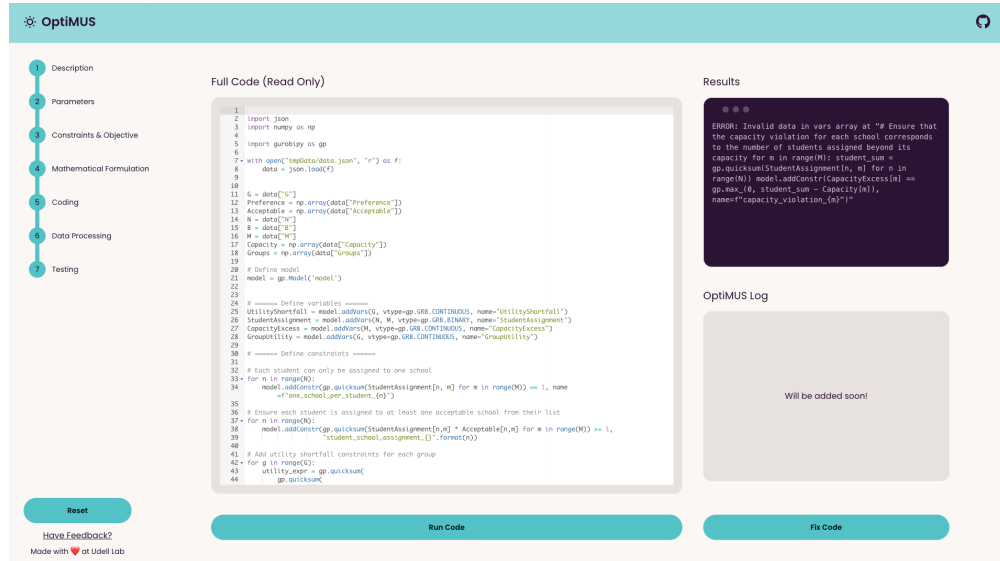 OptiMUS
1 Description
2 Parameters
3 Constraints & Objective
4 Mathematical Formulation
5 Coding
6 Data Processing
7 Testing
Reset
Have Feedback?
Made with ❤️ at Udell Lab
Full Code (Read Only)
1
2 import json
3 import numpy as np
4
5 import gurobipy as gp
6
7 with open("tmpData/data.json", "r") as f:
8 data = json.load(f)
9
10
11 G = data["G"]
12 Preference = np.array(data["Preference"])
13 Acceptable = np.array(data["Acceptable"])
14 N = data["N"]
15 B = data["B"]
16 M = data["M"]
17 Capacity = np.array(data["Capacity"])
18 Groups = np.array(data["Groups"])
19
20 # Define model
21 model = gp.Model('model')
22
23
24 # ====== Define variables ======
25 UtilityShortfall = model.addVars(G, vtype=gp.GRB.CONTINUOUS, name="UtilityShortfall")
26 StudentAssignment = model.addVars(N, M, vtype=gp.GRB.BINARY, name="StudentAssignment")
27 CapacityExcess = model.addVars(M, vtype=gp.GRB.CONTINUOUS, name="CapacityExcess")
28 GroupUtility = model.addVars(G, vtype=gp.GRB.CONTINUOUS, name="GroupUtility")
29
30 # ====== Define constraints ======
31
32 # Each student can only be assigned to one school
33 for n in range(N):
34 model.addConstr(gp.quicksum(StudentAssignment[n, m] for m in range(M)) == 1, name
=f"one_school_per_student_{n}")
35
36 # Ensure each student is assigned to at least one acceptable school from their list
37 for n in range(N):
38 model.addConstr(gp.quicksum(StudentAssignment[n,m] * Acceptable[n,m] for m in range(M)) >= 1,
39 "student_school_assignment_{}".format(n))
40
41 # Add utility shortfall constraints for each group
42 for g in range(G):
43 utility_expr = gp.quicksum(
44 gp.quicksum(
Run Code
Results
ERROR: Invalid data in vars array at "# Ensure that
the capacity violation for each school corresponds
to the number of students assigned beyond its
capacity for m in range(M): student_sum =
gp.quicksum(StudentAssignment[n, m] for n in
range(N)) model.addConstr(CapacityExcess[m] ==
gp.max_(0, student_sum - Capacity[m]),
name=f"capacity_violation_{m}")"
OptiMUS Log
Will be added soon!
Fix Code